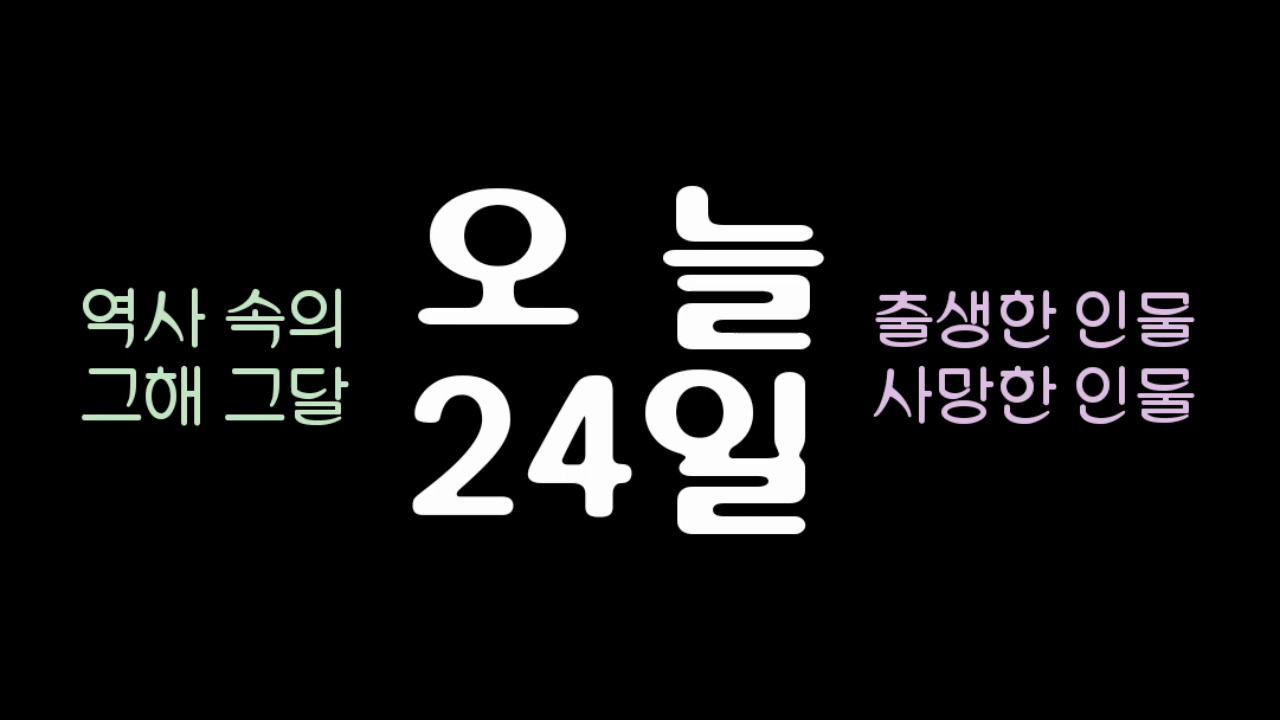 역사 속의
그해 그달
오 늘
24일
출생한 인물
사망한 인물